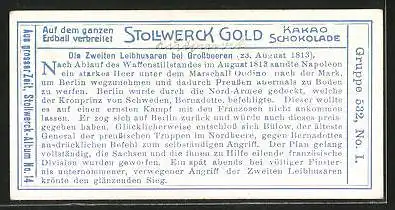 Auf dem ganzen
Erdball verbreitet
STOLLWERCK GOLD
KAKAO
SCHOKOLADE
Die Zweiten Leibhusaren bei Großbeeren (23. August 1813).
Nach Ablauf des Waffenstillstandes im August 1813 sandte Napoleon
ein starkes Heer unter dem Marschall Oudino nach der Mark,
um Berlin wegzunehmen und dadurch Preußen abermals zu Boden
zu werfen. Berlin wurde durch die Nord-Armee gedeckt, welche
der Kronprinz von Schweden, Bernadotte, befehligte. Dieser wollte
es auf einen ernsten Kampf mit den Franzosen nicht ankommen
lassen. Er zog sich auf Berlin zurück und würde auch dieses noch
preisgegeben haben. Glücklicherweise entschloß sich Bülow, der älteste
General der preußischen Truppen im Nordheer, gegen Bernadottes
ausdrücklichen Befehl zum selbständigen Angriff. Der Plan gelang
vollständig, die Sachsen und die ihnen zu Hilfe eilende französische
Division wurden geworfen. Ein spät abends bei völliger Finster-
nis unternommener, verwegener Angriff der Zweiten Leibhusaren
krönte den glänzenden Sieg.
Aus grosser Zeit, Stollwerck-Album No. 14
Gruppe 532, No. I.